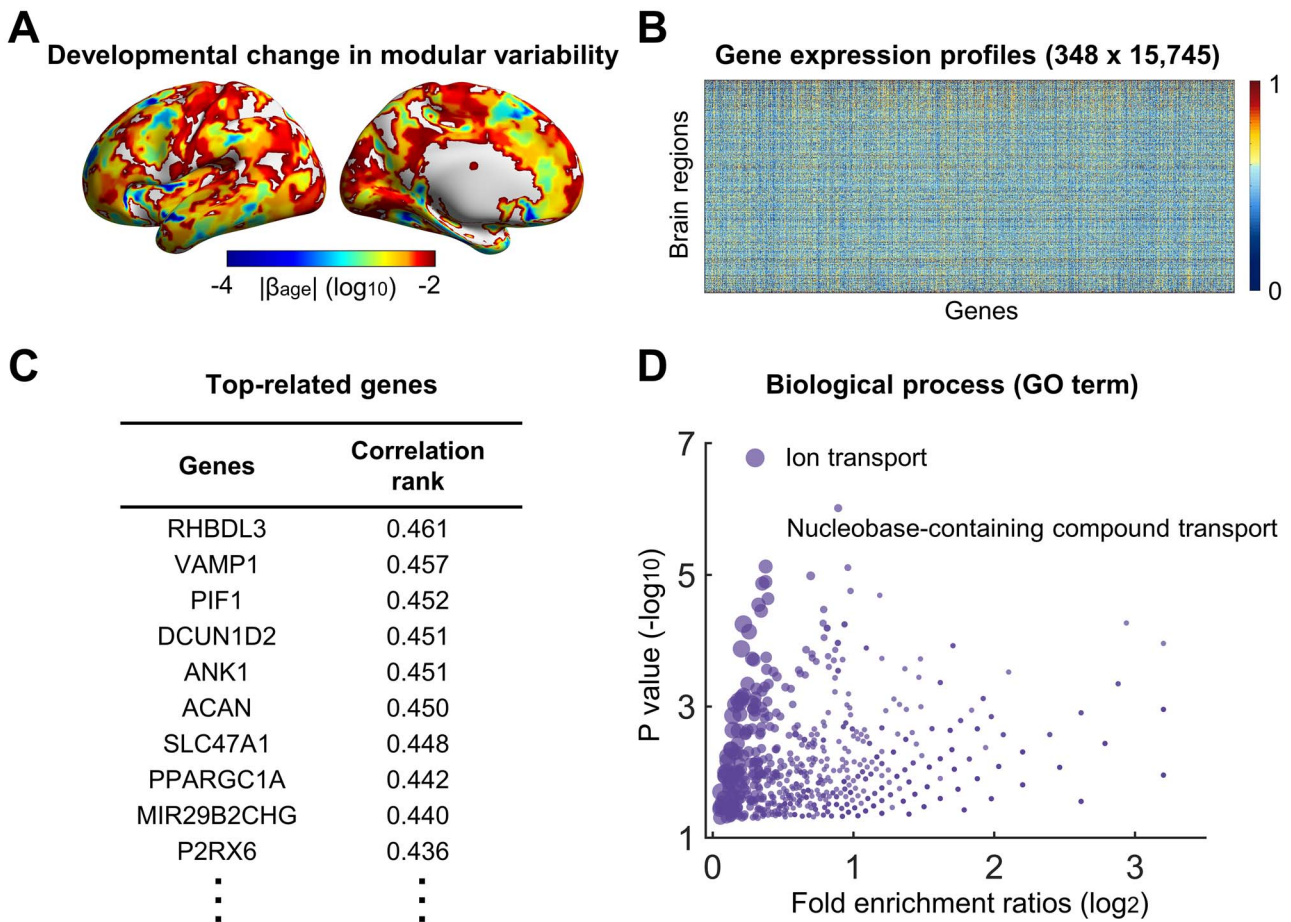 A
Developmental change in modular variability
-4 |βage| (log10) -2
B
Gene expression profiles (348 x 15,745)
Brain regions
Genes
1
0
C
Top-related genes
Genes Correlation rank
RHBDL3 0.461
VAMP1 0.457
PIF1 0.452
DCUN1D2 0.451
ANK1 0.451
ACAN 0.450
SLC47A1 0.448
PPARGC1A 0.442
MIR29B2CHG 0.440
P2RX6 0.436
D
Biological process (GO term)
P value (-log10)
7
5
3
1
Ion transport
Nucleobase-containing compound transport
0 1 2 3
Fold enrichment ratios (log2)